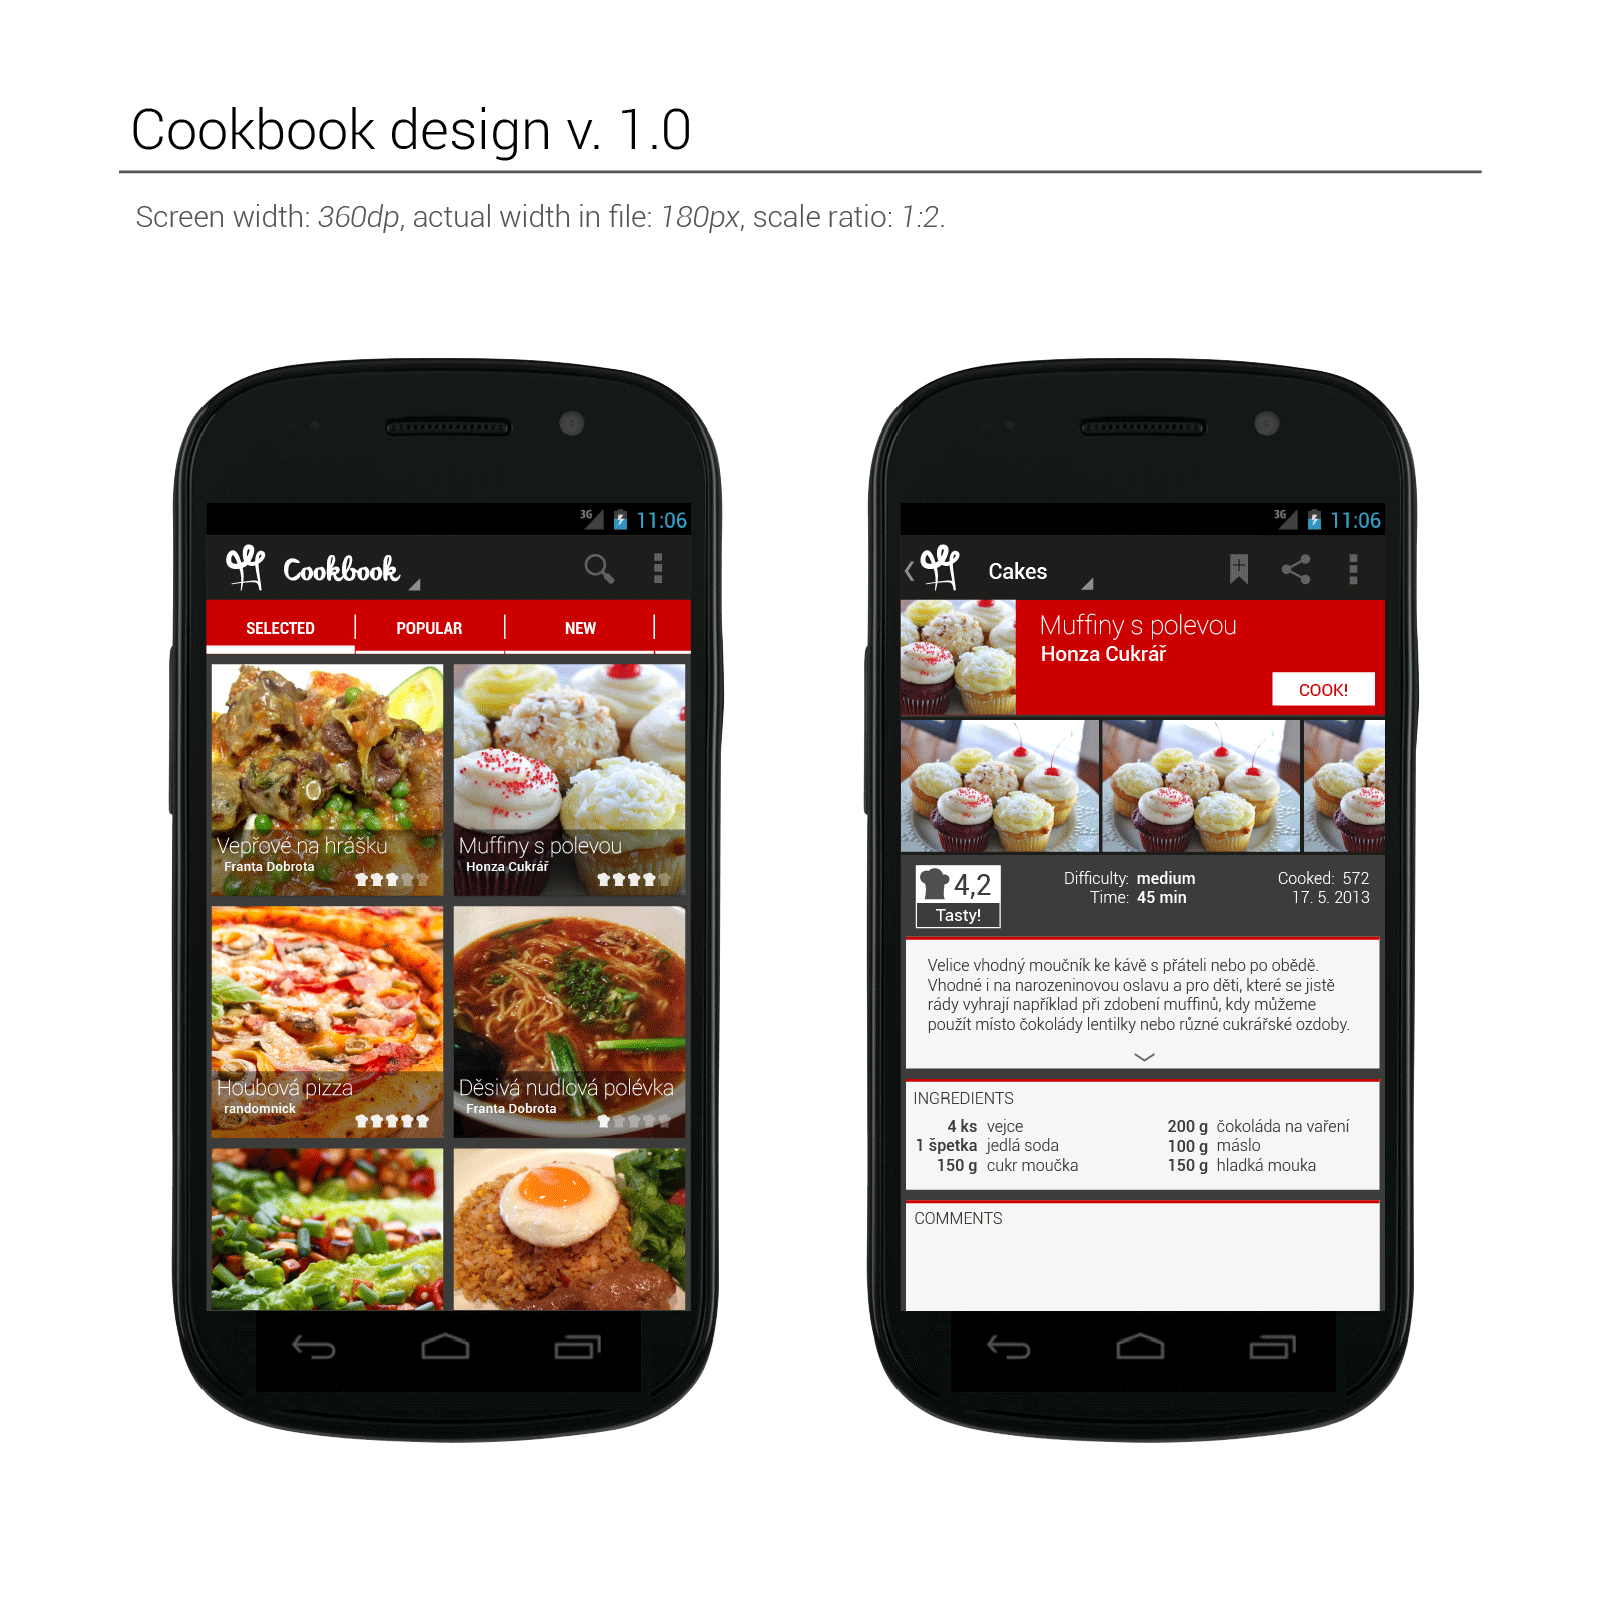 Cookbook design v. 1.0
Screen width: 360dp, actual width in file: 180px, scale ratio: 1:2.
3G 11:06
Cookbook
SELECTED POPULAR NEW
Vepřové na hrášku
Franta Dobrota
Muffiny s polevou
Honza Cukrář
Houbová pizza
randomnick
Děsivá nudlová polévka
Franta Dobrota
3G 11:06
Cakes
Muffiny s polevou
Honza Cukrář
COOK!
4,2
Tasty!
Difficulty: medium
Time: 45 min
Cooked: 572
17. 5. 2013
Velice vhodný moučník ke kávě s přáteli nebo po obědě.
Vhodné i na narozeninovou oslavu a pro děti, které se jistě
rády vyhrají například při zdobení muffinů, kdy můžeme
použít místo čokolády lentilky nebo různé cukrářské ozdoby.
INGREDIENTS
4 ks vejce
1 špetka jedlá soda
150 g cukr moučka
200 g čokoláda na vaření
100 g máslo
150 g hladká mouka
COMMENTS